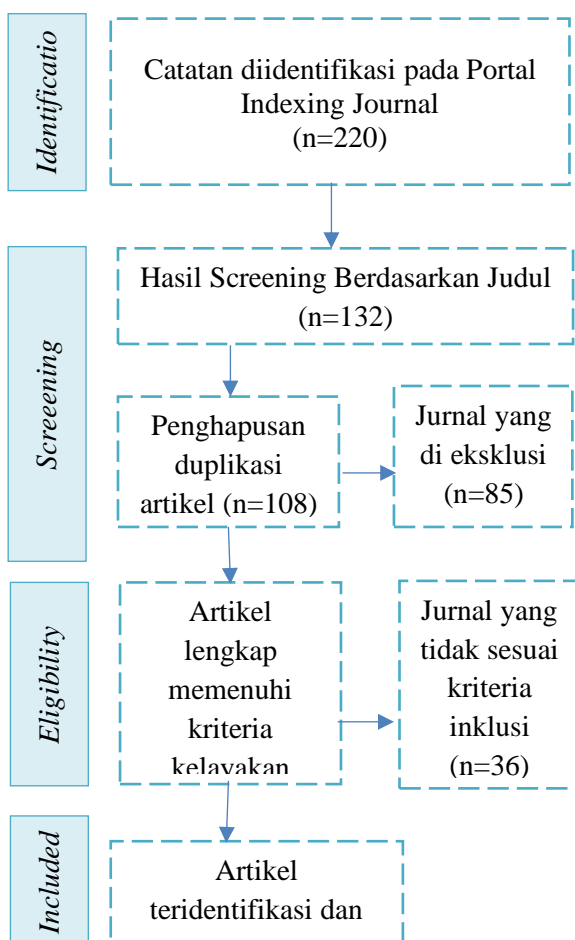 Identificatio
Catatan diidentifikasi pada Portal
Indexing Journal
(n=220)
Screeening
Hasil Screening Berdasarkan Judul
(n=132)
Penghapusan
duplikasi
artikel (n=108)
Jurnal yang
di eksklusi
(n=85)
Eligibility
Artikel
lengkap
memenuhi
kriteria
kelayakan
Jurnal yang
tidak sesuai
kriteria
inklusi
(n=36)
Included
Artikel
teridentifikasi dan